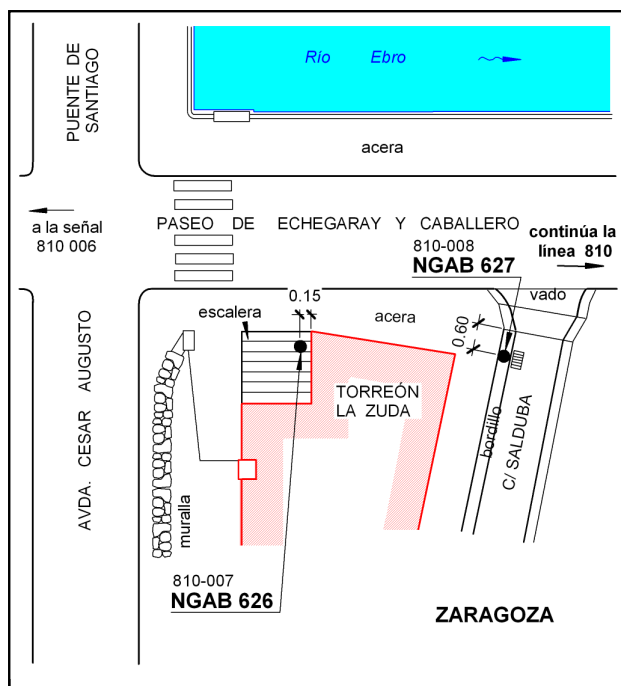 Río Ebro
PUENTE DE
SANTIAGO
acera
a la señal
810 006
PASEO DE ECHEGARAY Y CABALLERO
continúa la
línea 810
810-008
NGAB 627
vado
0.15
escalera
acera
0.60
TORREÓN
LA ZUDA
AVDA. CESAR AUGUSTO
muralla
bordillo
C/ SALDUBA
810-007
NGAB 626
ZARAGOZA